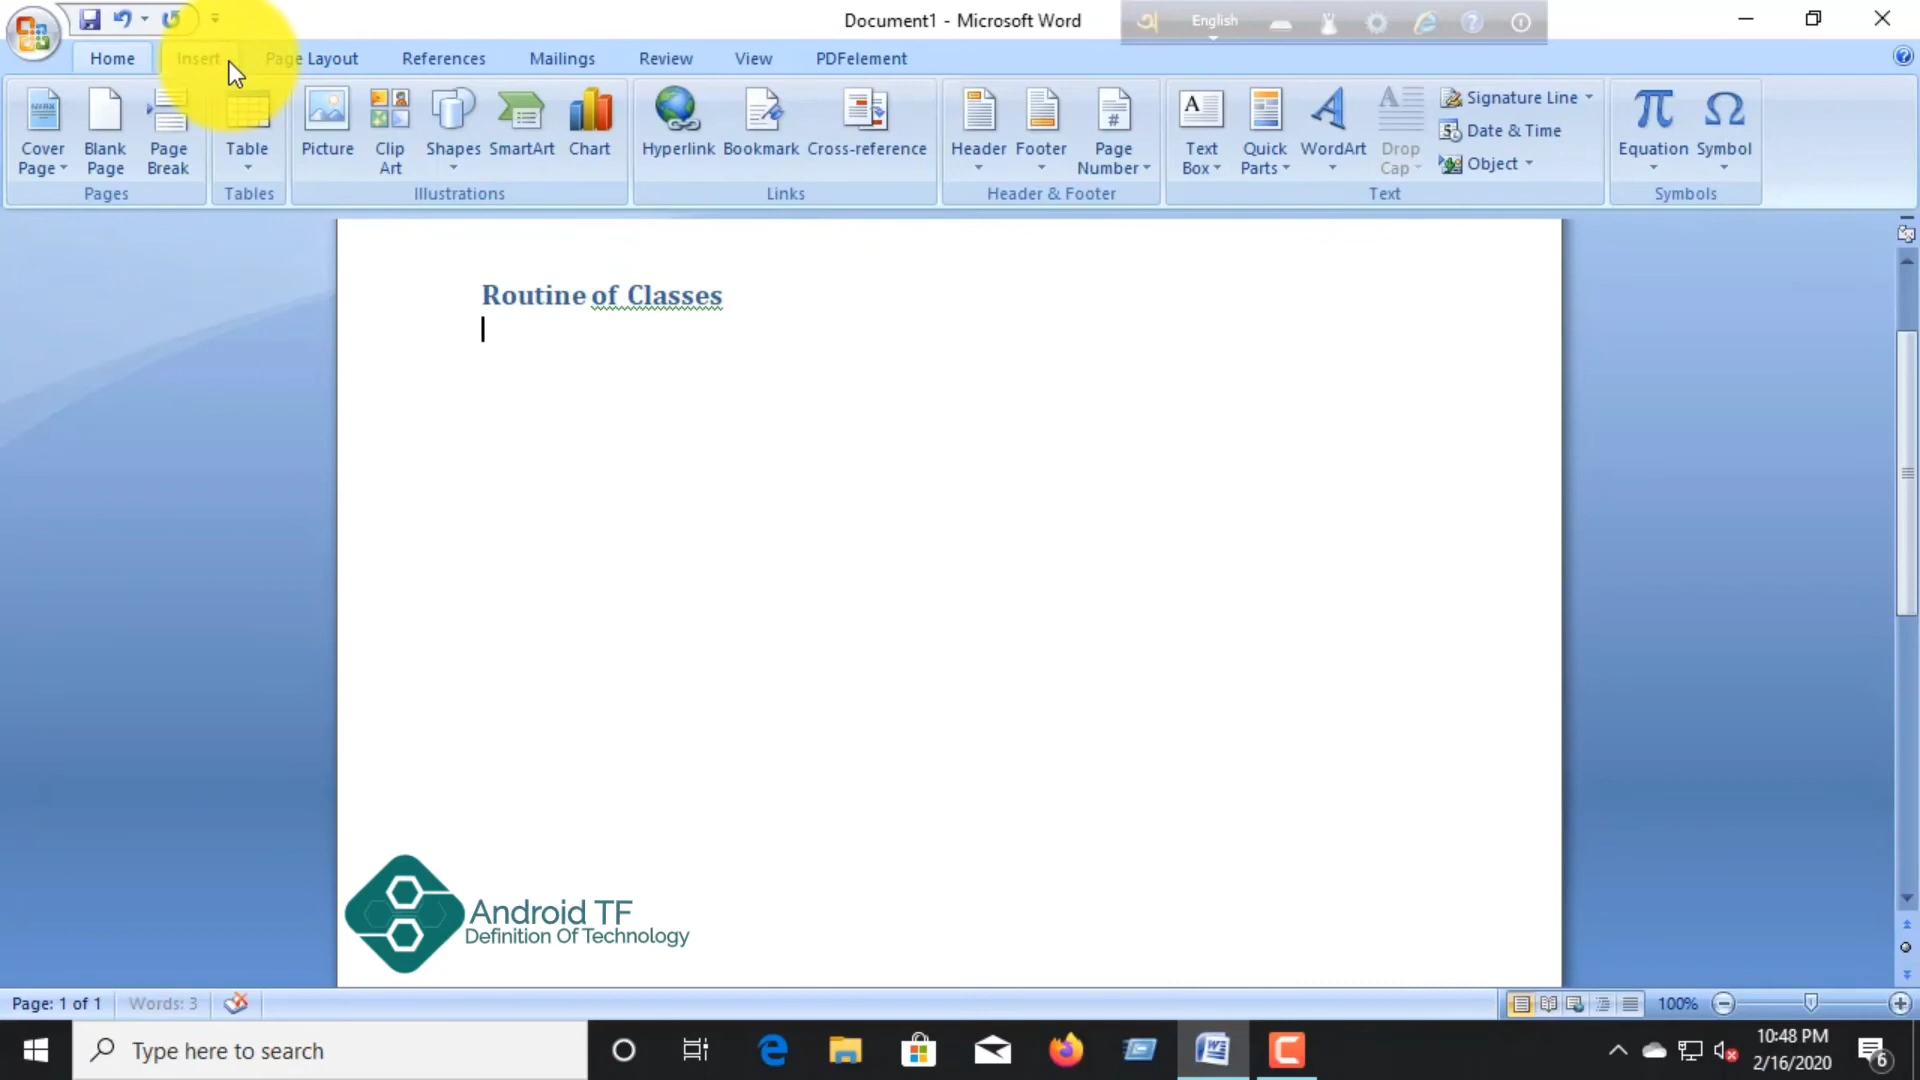 Document1 - Microsoft Word
English
Home Insert Page Layout References Mailings Review View PDFelement
Cover Page
Blank Page
Page Break
Table
Picture
Clip Art
Shapes
SmartArt
Chart
Hyperlink
Bookmark
Cross-reference
Header
Footer
Page Number
Text Box
Quick Parts
WordArt
Drop Cap
Signature Line
Date & Time
Object
Equation
Symbol
Pages
Tables
Illustrations
Links
Header & Footer
Text
Symbols
Routine of Classes
Android TF
Definition Of Technology
Page: 1 of 1
Words: 3
100%
Type here to search
10:48 PM
2/16/2020
6